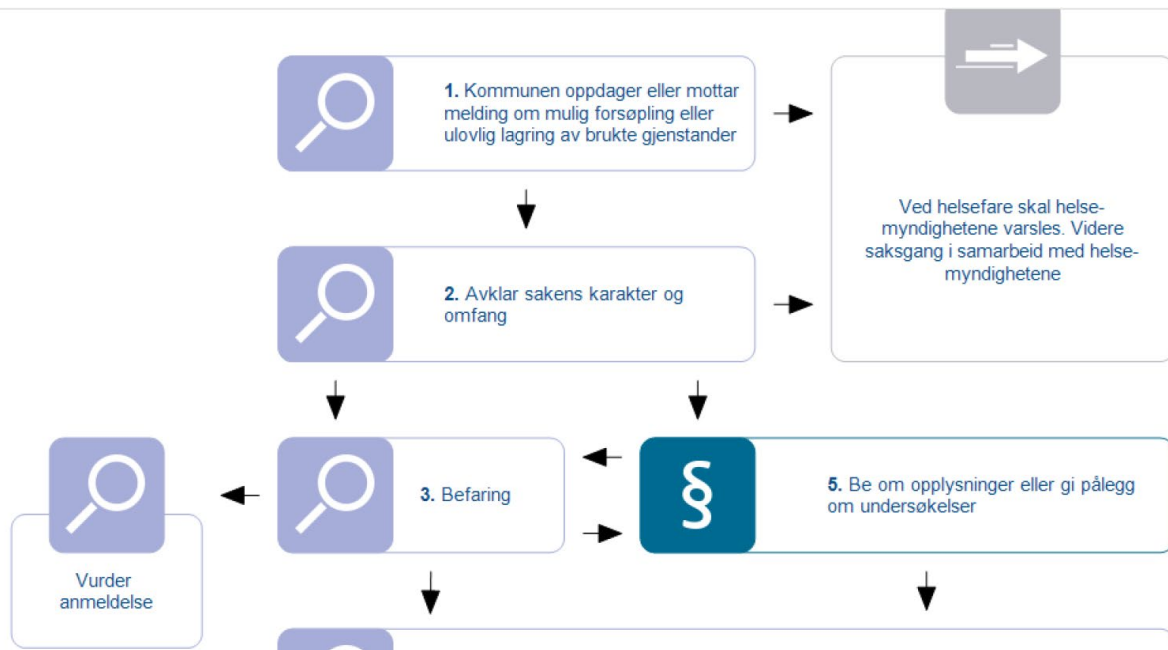 1. Kommunen oppdager eller mottar
melding om mulig forsøpling eller
ulovlig lagring av brukte gjenstander
Ved helsefare skal helse-
myndighetene varsles. Videre
saksgang i samarbeid med helse-
myndighetene
2. Avklar sakens karakter og
omfang
3. Befaring
§
5. Be om opplysninger eller gi pålegg
om undersøkelser
Vurder
anmeldelse